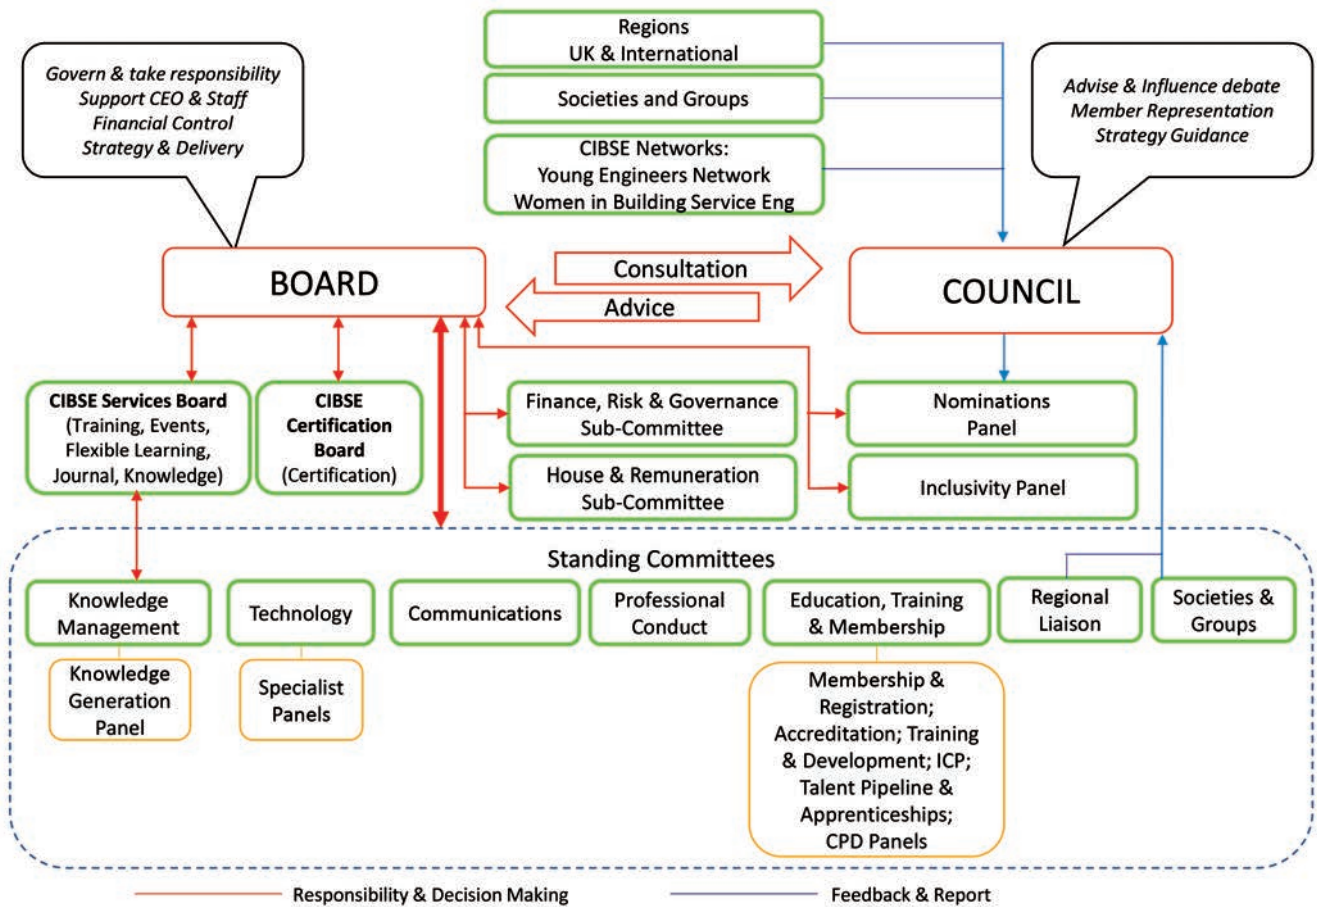 Regions
UK & International
Govern & take responsibility
Support CEO & Staff
Financial Control
Strategy & Delivery
Societies and Groups
Advise & Influence debate
Member Representation
Strategy Guidance
CIBSE Networks:
Young Engineers Network
Women in Building Service Eng
BOARD
Consultation
Advice
COUNCIL
CIBSE Services Board
(Training, Events,
Flexible Learning,
Journal, Knowledge)
CIBSE
Certification
Board
(Certification)
Finance, Risk & Governance
Sub-Committee
Nominations
Panel
House & Remuneration
Sub-Committee
Inclusivity Panel
Standing Committees
Knowledge
Management
Technology
Communications
Professional
Conduct
Education, Training
& Membership
Regional
Liaison
Societies &
Groups
Knowledge
Generation
Panel
Specialist
Panels
Membership &
Registration;
Accreditation; Training
& Development; ICP;
Talent Pipeline &
Apprenticeships;
CPD Panels
Responsibility & Decision Making
Feedback & Report